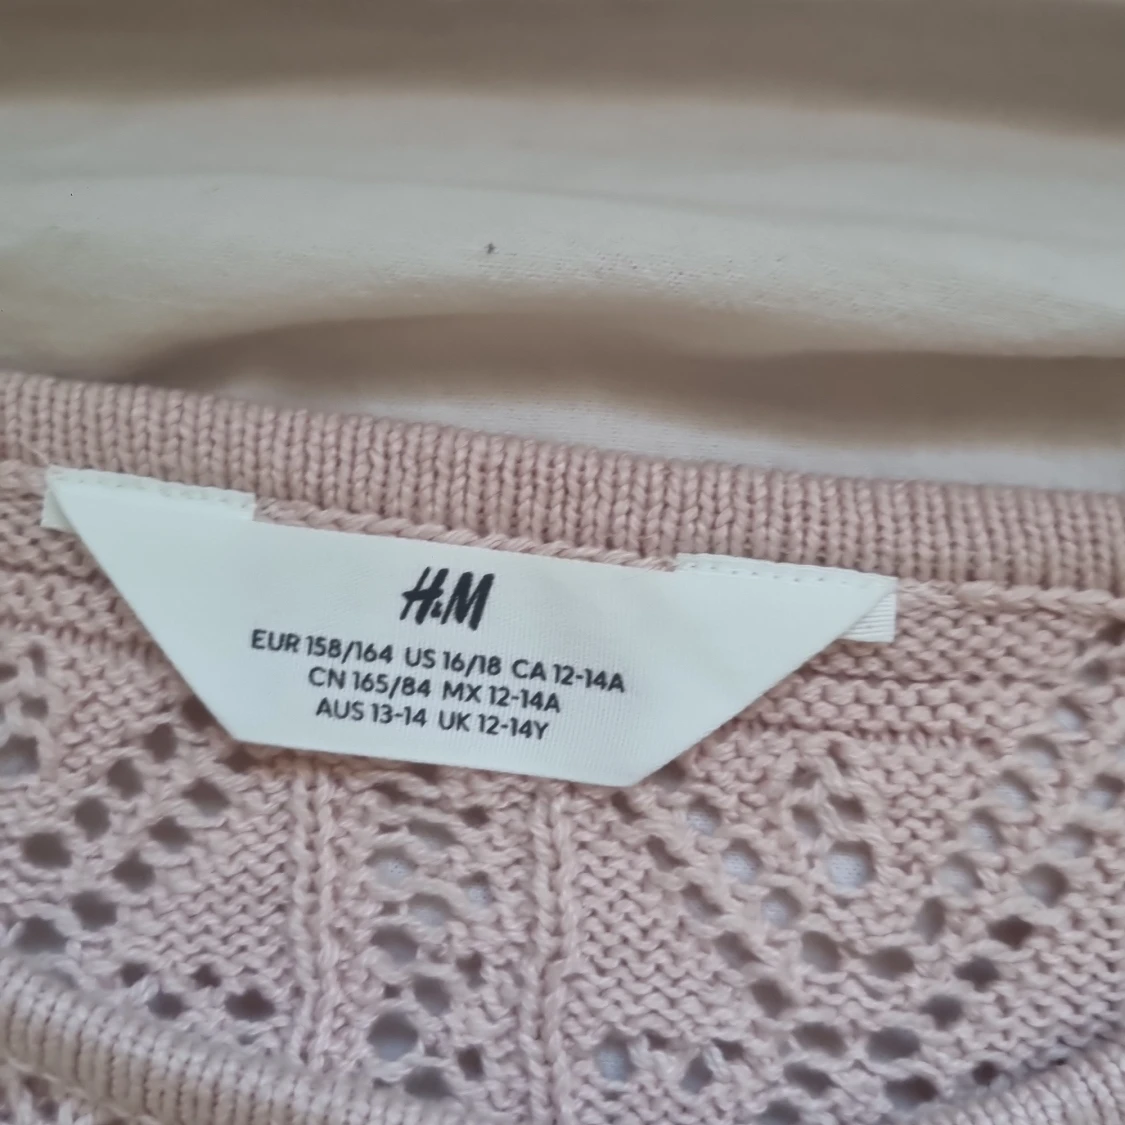 H&M
EUR 158/164 US 16/18 CA 12-14A
CN 165/84 MX 12-14A
AUS 13-14 UK 12-14Y